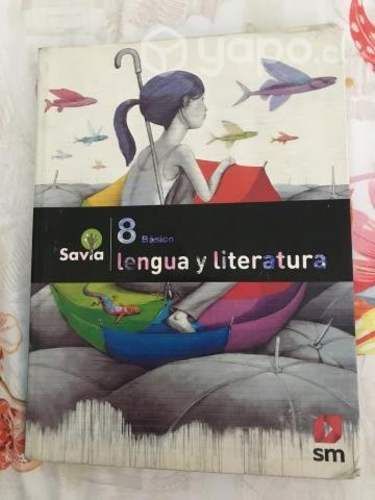 yapo.cl
8 Básico
Savia
lengua y literatura
sm